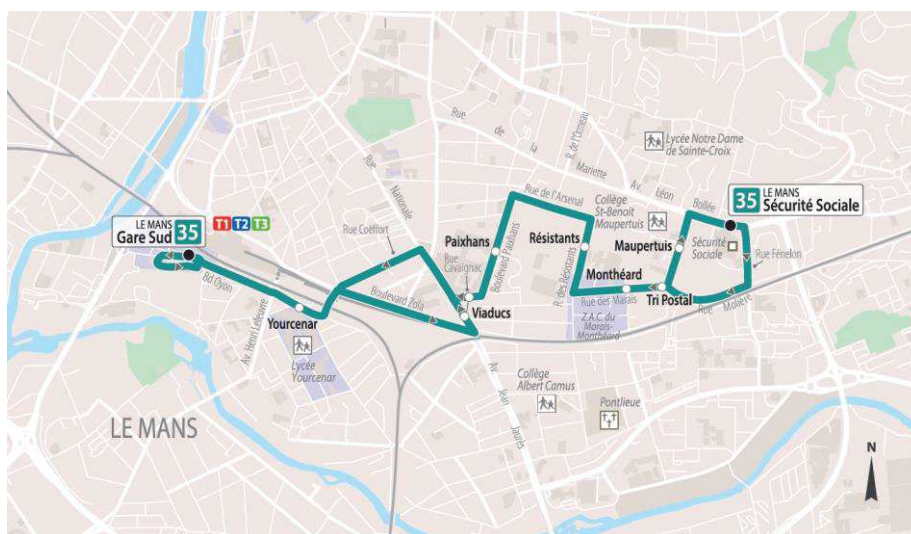 Rue
de
la
Mariette
R. de l'Ormeau
Lycée Notre Dame
de Sainte-Croix
Av.
Léon
Bollée
35
LE MANS
Sécurité Sociale
Rue de l'Arsenal
Collège
St-Benoit
Maupertuis
LE MANS
Gare Sud
35
T1 T2 T3
Rue
Nationale
Rue Coëffort
Paixhans
Rue
Cavaignac
Boulevard Paixhans
Résistants
R. des Résistants
Maupertuis
Sécurité
Sociale
Rue Fénelon
Monthéard
Tri Postal
Rue des Marais
Rue
Molière
Bd Oyon
Boulevard Zola
Viaducs
Z.A.C. du
Marais-
Monthéard
Yourcenar
Av. Henri Lefeuvre
Lycée
Yourcenar
Av.
Jean
Jaurès
Collège
Albert Camus
Pontlieue
LE MANS
N